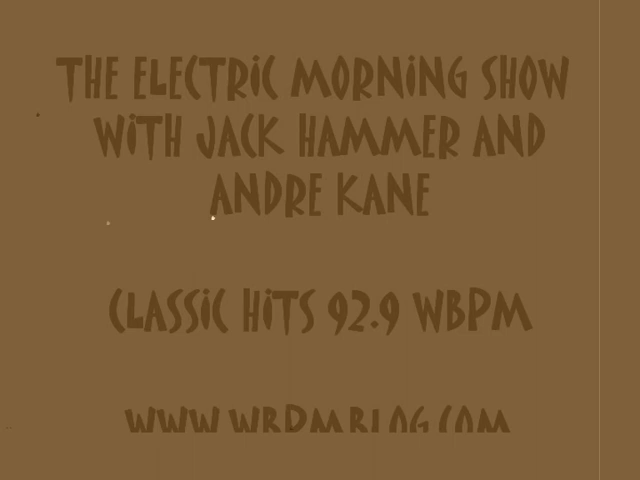 THE ELECTRIC MORNING SHOW
WITH JACK HAMMER AND
ANDRE KANE
CLASSIC HITS 92.9 WBPM
WWW.WBPMBLOG.COM